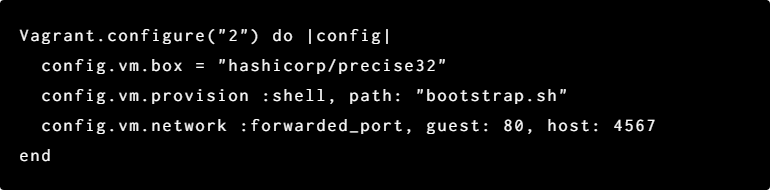 Vagrant.configure("2") do |config|
  config.vm.box = "hashicorp/precise32"
  config.vm.provision :shell, path: "bootstrap.sh"
  config.vm.network :forwarded_port, guest: 80, host: 4567
end